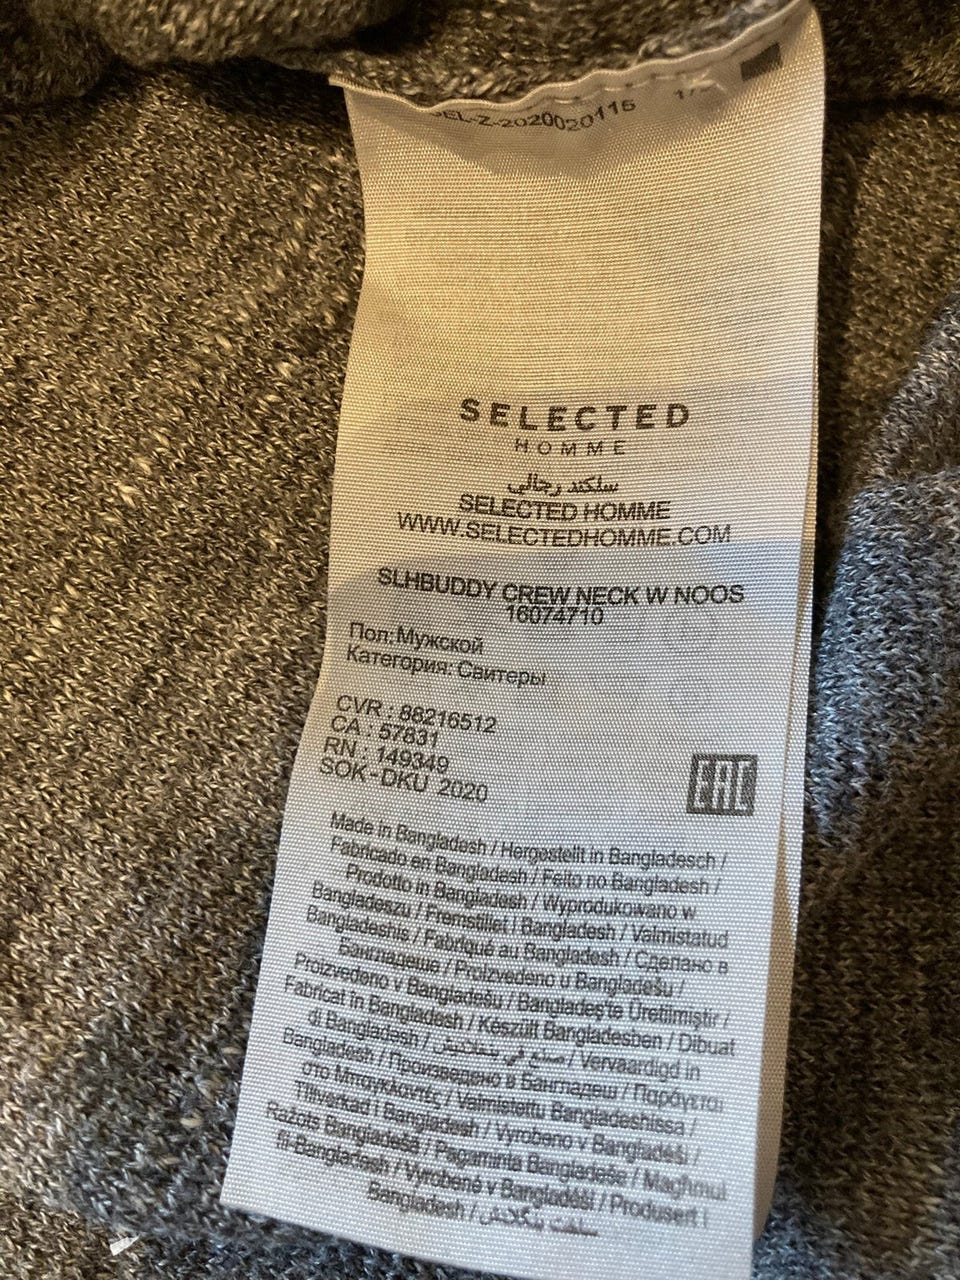 SEL-Z-2020020116
SELECTED
HOMME
سلكتد رجالي
SELECTED HOMME
WWW.SELECTEDHOMME.COM
SLHBUDDY CREW NECK W NOOS
16074710
Пол: Мужской
Категория: Свитеры
CVR : 88216512
CA : 57831
RN : 149349
SOK-DKU 2020
EAC
Made in Bangladesh / Hergestellt in Bangladesch /
Fabricado en Bangladesh / Feito no Bangladesh /
Prodotto in Bangladesh / Wyprodukowano w
Bangladeszu / Fremstillet i Bangladesh / Valmistatud
Bangladeshis / Fabriqué au Bangladesh / Сделано в
Бангладеше / Proizvedeno u Bangladešu /
Proizvedeno v Bangladešu / Bangladeş'te Üretilmiştir /
Fabricat în Bangladesh / Készült Bangladesben / Dibuat
di Bangladesh / صنع في بنغلاديش / Vervaardigd in
Bangladesh / Произведено в Бангладеш / Παράγεται
στο Μπαγκλαντές / Valmistettu Bangladeshissa /
Tillverkad i Bangladesh / Vyrobeno v Bangladéši /
Ražots Bangladešā / Pagaminta Bangladeše / Magħmul
fil-Bangladesh / Vyrobené v Bangladéši / Produsert i
Bangladesh / ساخت بنگلادش